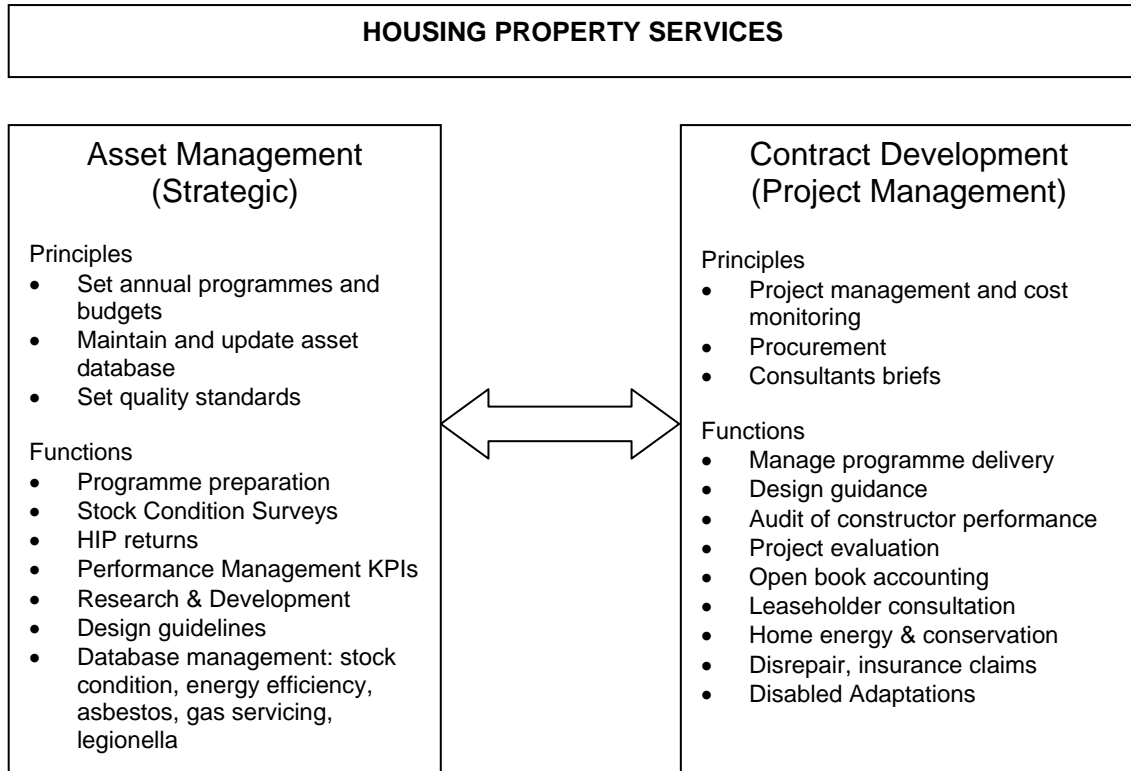 HOUSING PROPERTY SERVICES
Asset Management
(Strategic)
Principles
• Set annual programmes and
budgets
• Maintain and update asset
database
• Set quality standards
Functions
• Programme preparation
• Stock Condition Surveys
• HIP returns
• Performance Management KPIs
• Research & Development
• Design guidelines
• Database management: stock
condition, energy efficiency,
asbestos, gas servicing,
legionella
Contract Development
(Project Management)
Principles
• Project management and cost
monitoring
• Procurement
• Consultants briefs
Functions
• Manage programme delivery
• Design guidance
• Audit of constructor performance
• Project evaluation
• Open book accounting
• Leaseholder consultation
• Home energy & conservation
• Disrepair, insurance claims
• Disabled Adaptations